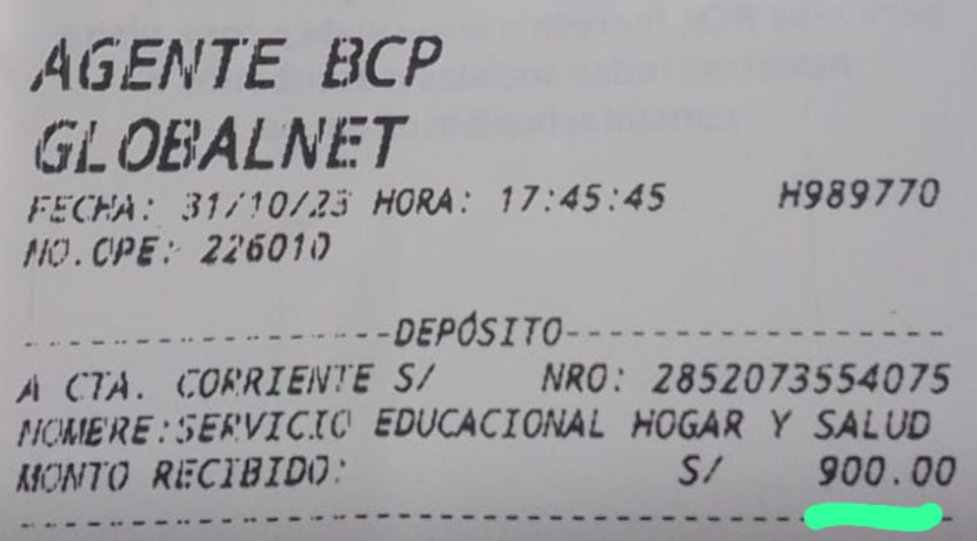 AGENTE BCP
GLOBALNET
FECHA: 31/10/23 HORA: 17:45:45 H989770
NO.OPE: 226010
DEPÓSITO
A CTA. CORRIENTE S/ NRO: 2852073554075
NOMBRE:SERVICIO EDUCACIONAL HOGAR Y SALUD
MONTO RECIBIDO: S/ 900.00